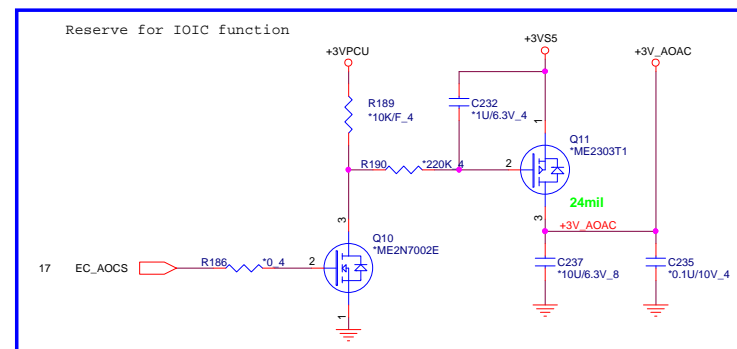 Reserve for IOIC function
+3VPCU
+3VS5
+3V_AOAC
R189
*10K/F_4
C232
*1U/6.3V_4
1
Q11
*ME2303T1
R190
*220K_4
2
24mil
3
3
+3V_AOAC
Q10
*ME2N7002E
17
EC_AOCS
R186
*0_4
2
C237
*10U/6.3V_8
C235
*0.1U/10V_4
1